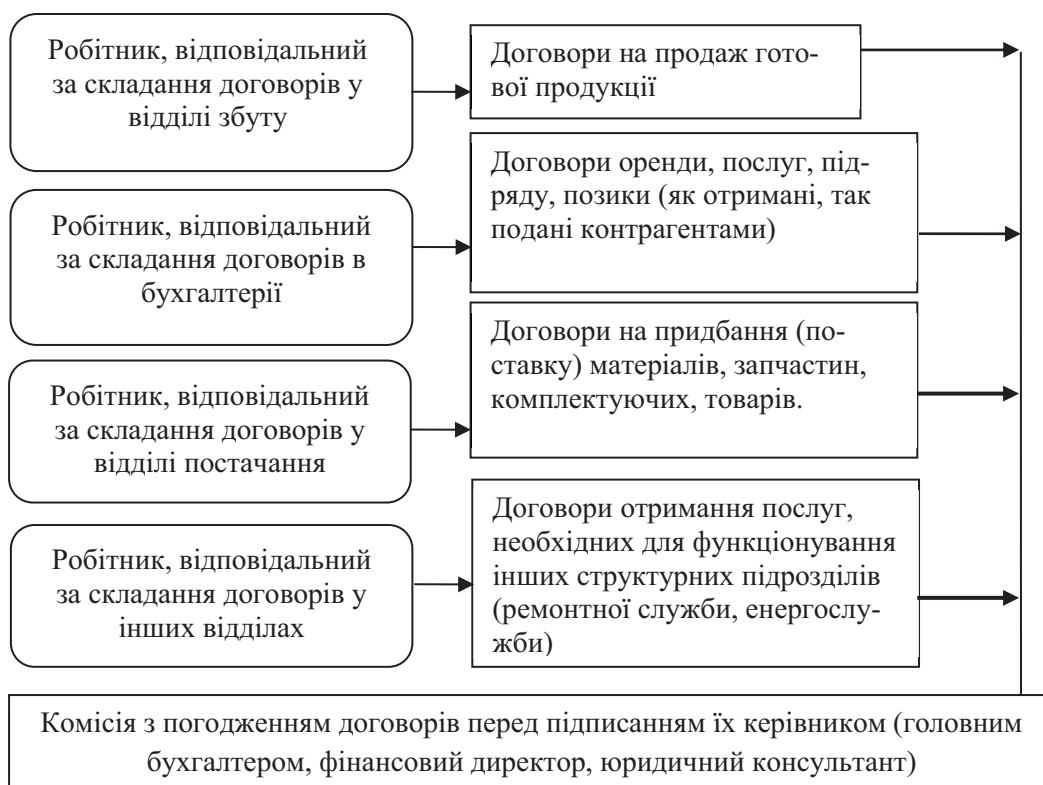 Робітник, відповідальний
за складання договорів у
відділі збуту
Договори на продаж гото-
вої продукції
Робітник, відповідальний
за складання договорів в
бухгалтерії
Договори оренди, послуг, під-
ряду, позики (як отримані, так
подані контрагентами)
Робітник, відповідальний
за складання договорів у
відділі постачання
Договори на придбання (по-
ставку) матеріалів, запчастин,
комплектуючих, товарів.
Робітник, відповідальний
за складання договорів у
інших відділах
Договори отримання послуг,
необхідних для функціонування
інших структурних підрозділів
(ремонтної служби, енергослу-
жби)
Комісія з погодженням договорів перед підписанням їх керівником (головним
бухгалтером, фінансовий директор, юридичний консультант)